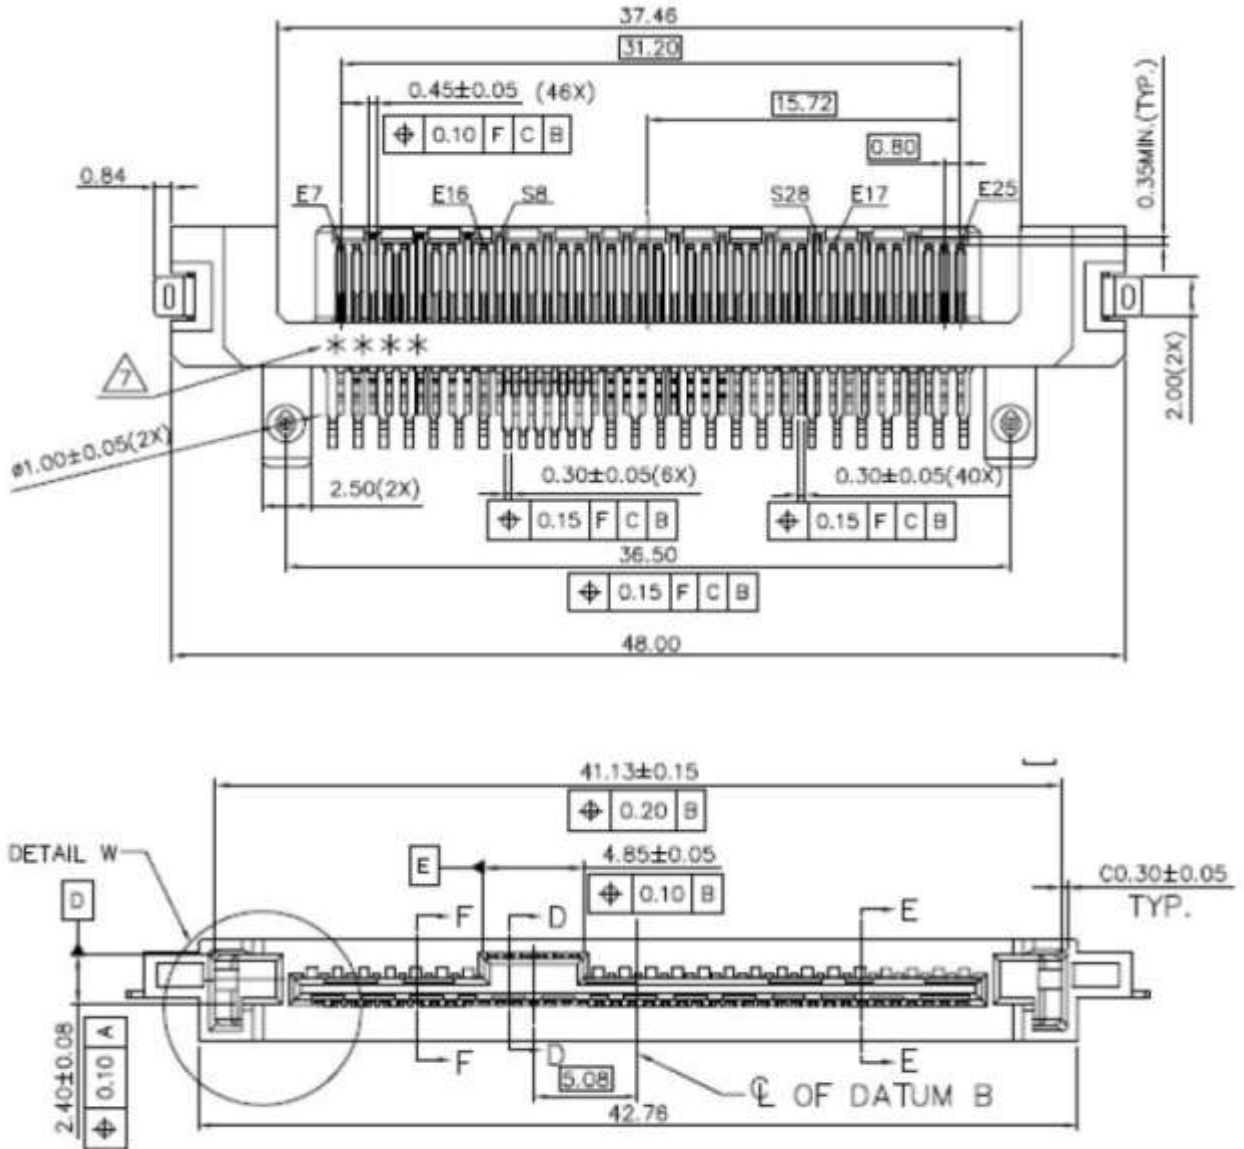 37.46
31.20
0.45±0.05 (46X)
15.72
⌖ 0.10 F C B
0.80
0.35MIN.(TYP.)
0.84
E7
E16
S8
S28
E17
E25
0
0
* * * *
7
2.00(2X)
ø1.00±0.05(2X)
2.50(2X)
0.30±0.05(6X)
0.30±0.05(40X)
⌖ 0.15 F C B
⌖ 0.15 F C B
36.50
⌖ 0.15 F C B
48.00
41.13±0.15
⌖ 0.20 B
DETAIL W
E
4.85±0.05
C0.30±0.05
TYP.
⌖ 0.10 B
D
F
D
E
2.40±0.08
⌖ 0.10 A
F
D
E
5.08
℄ OF DATUM B
42.76